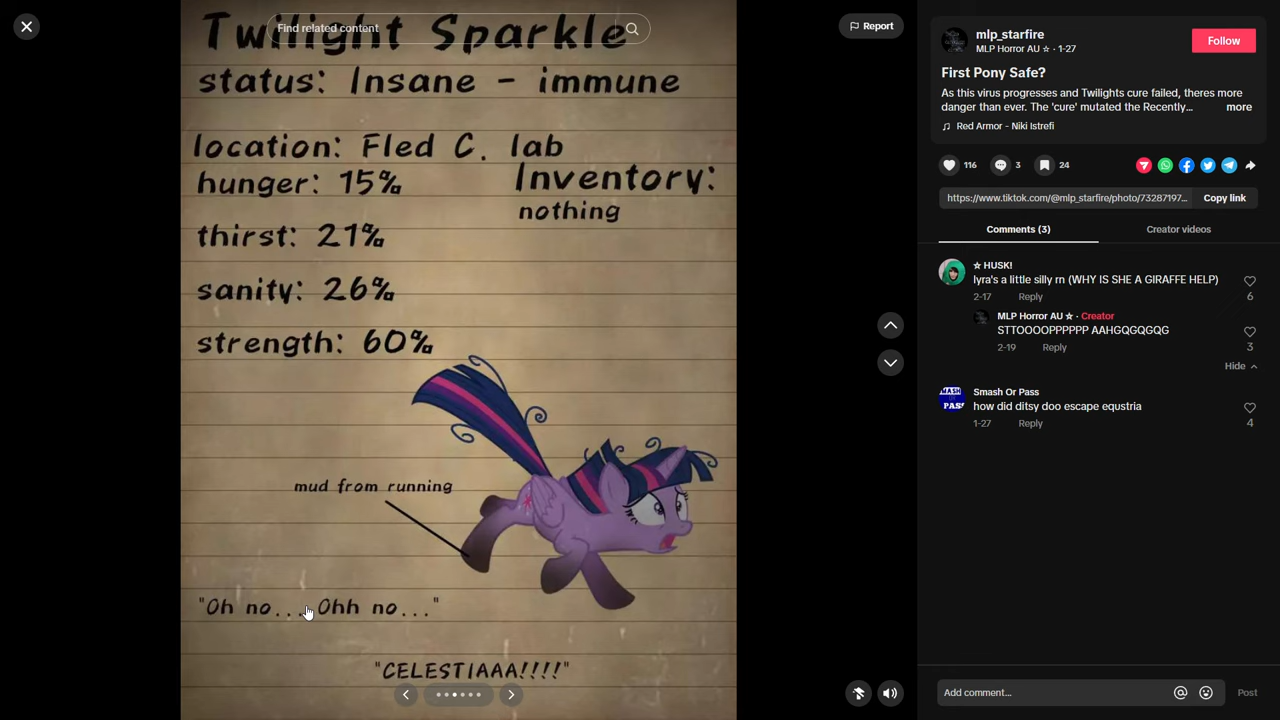 Find related content
Report
Twilight Sparkle
status: Insane - immune
location: Fled C. lab
hunger: 15%
Inventory:
nothing
thirst: 21%
sanity: 26%
strength: 60%
mud from running
"Oh no... Ohh no..."
"CELESTIAAA!!!!"
mlp_starfire
MLP Horror AU ☆ · 1-27
Follow
First Pony Safe?
As this virus progresses and Twilights cure failed, theres more
danger than ever. The 'cure' mutated the Recently...
more
Red Armor - Niki Istrefi
116
3
24
https://www.tiktok.com/@mlp_starfire/photo/73287197...
Copy link
Comments (3)
Creator videos
☆ HUSK!
lyra's a little silly rn (WHY IS SHE A GIRAFFE HELP)
2-17
Reply
6
MLP Horror AU ☆ · Creator
STTOOOOPPPPPP AAHGQGQGQG
2-19
Reply
3
Hide
SMASH OR PASS
Smash Or Pass
how did ditsy doo escape equstria
1-27
Reply
4
Add comment...
Post